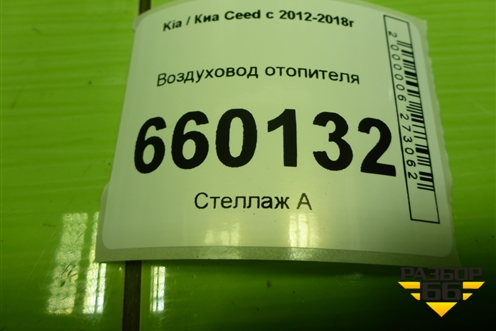 Kia / Киа Ceed с 2012-2018г
Воздуховод отопителя
660132
Стеллаж А
2000006273062
РАЗБОР
66